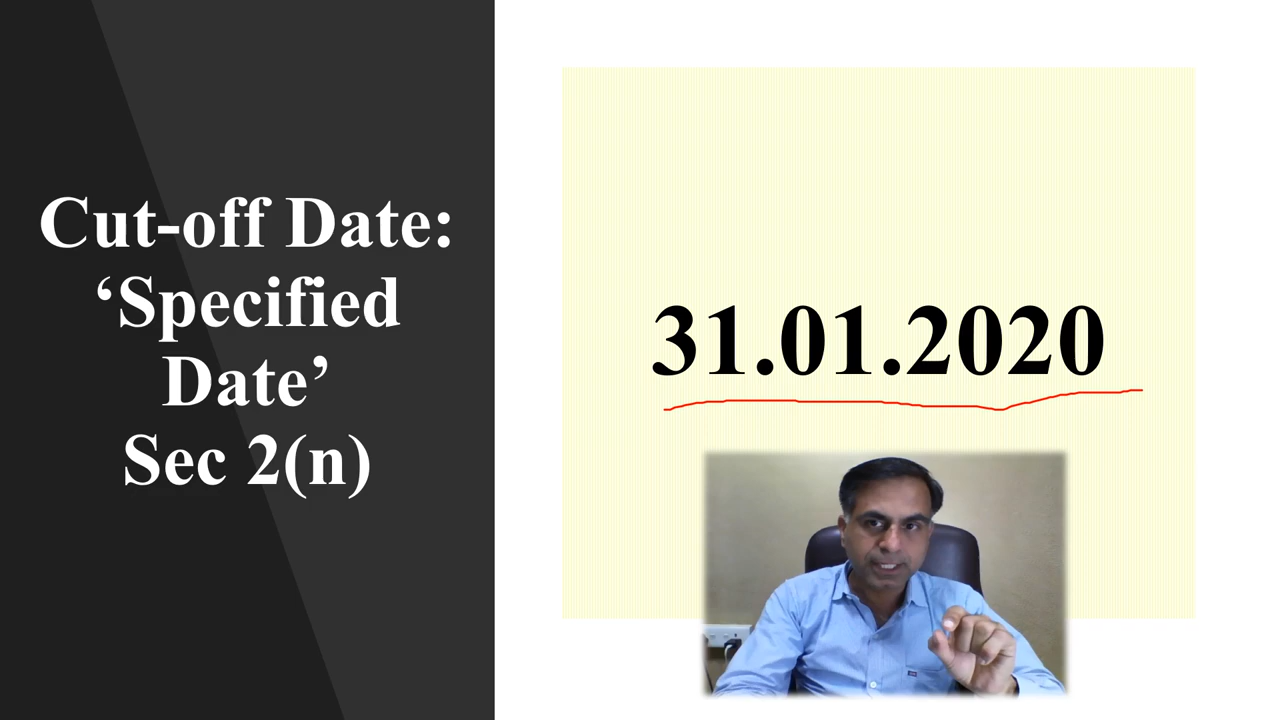 Cut-off Date:
‘Specified
Date’
Sec 2(n)
31.01.2020